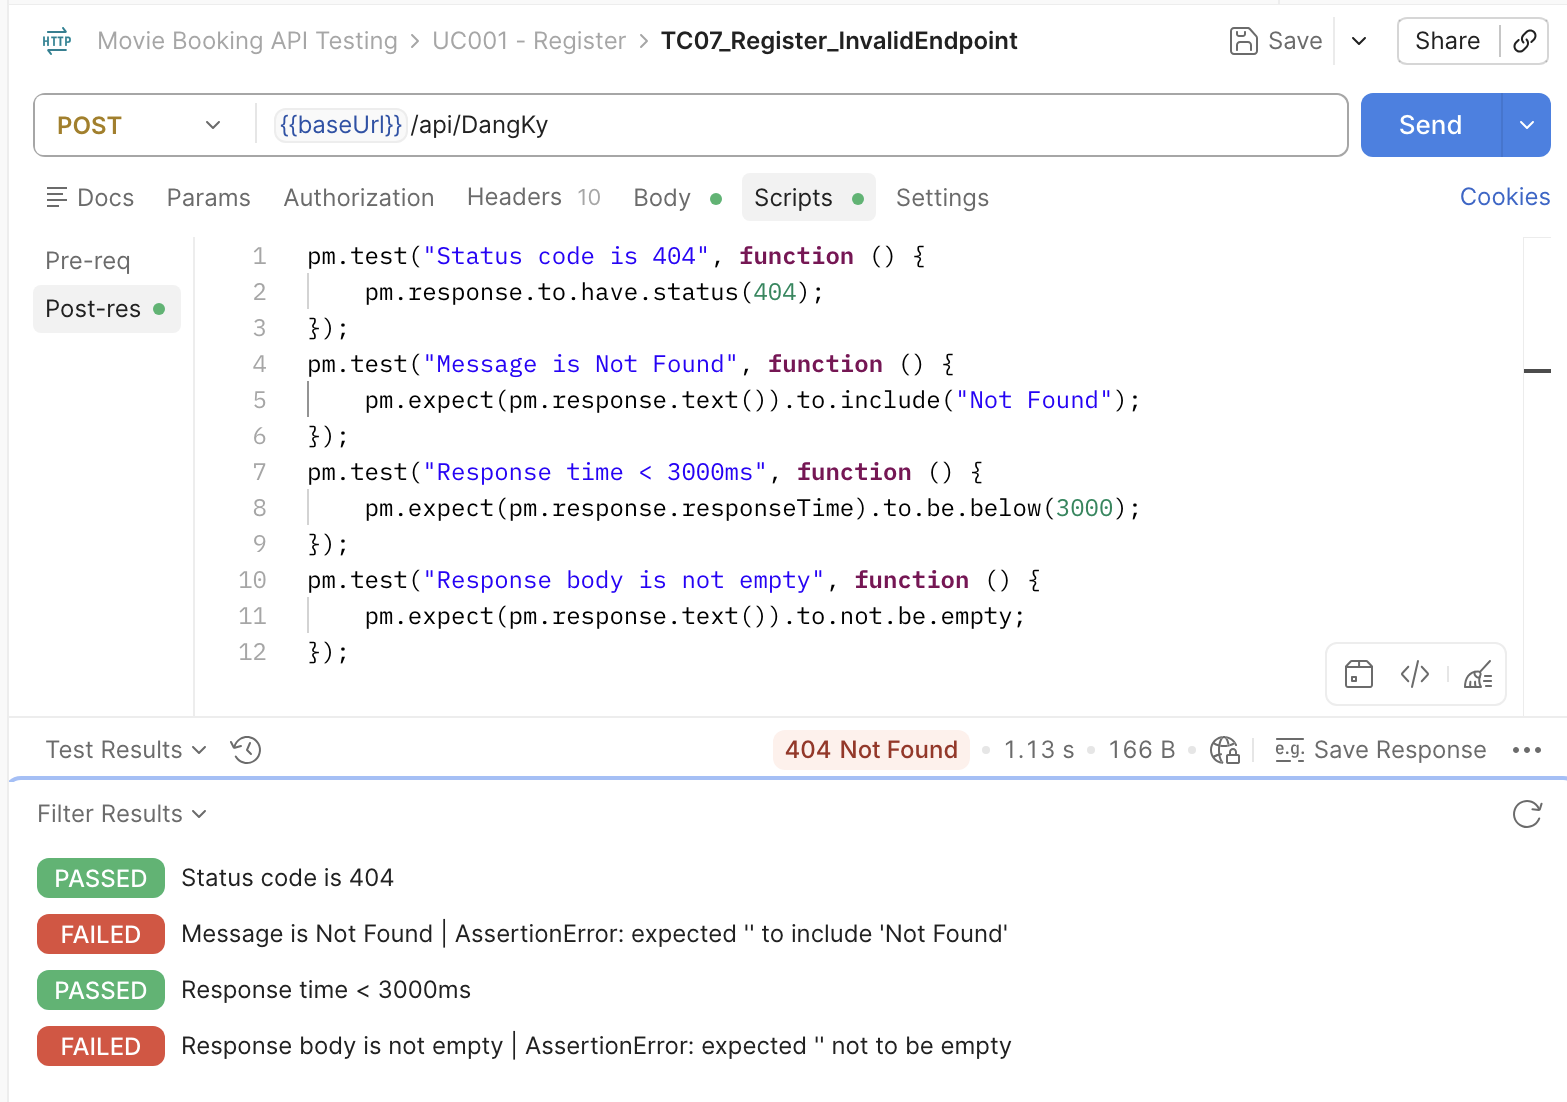 HTTP Movie Booking API Testing > UC001 - Register > TC07_Register_InvalidEndpoint Save Share
POST {{baseUrl}}/api/DangKy Send
Docs Params Authorization Headers 10 Body Scripts Settings Cookies
Pre-req
Post-res
1 pm.test("Status code is 404", function () {
2 pm.response.to.have.status(404);
3 });
4 pm.test("Message is Not Found", function () {
5 pm.expect(pm.response.text()).to.include("Not Found");
6 });
7 pm.test("Response time < 3000ms", function () {
8 pm.expect(pm.response.responseTime).to.be.below(3000);
9 });
10 pm.test("Response body is not empty", function () {
11 pm.expect(pm.response.text()).to.not.be.empty;
12 });
Test Results 404 Not Found • 1.13 s • 166 B • e.g. Save Response
Filter Results
PASSED Status code is 404
FAILED Message is Not Found | AssertionError: expected '' to include 'Not Found'
PASSED Response time < 3000ms
FAILED Response body is not empty | AssertionError: expected '' not to be empty